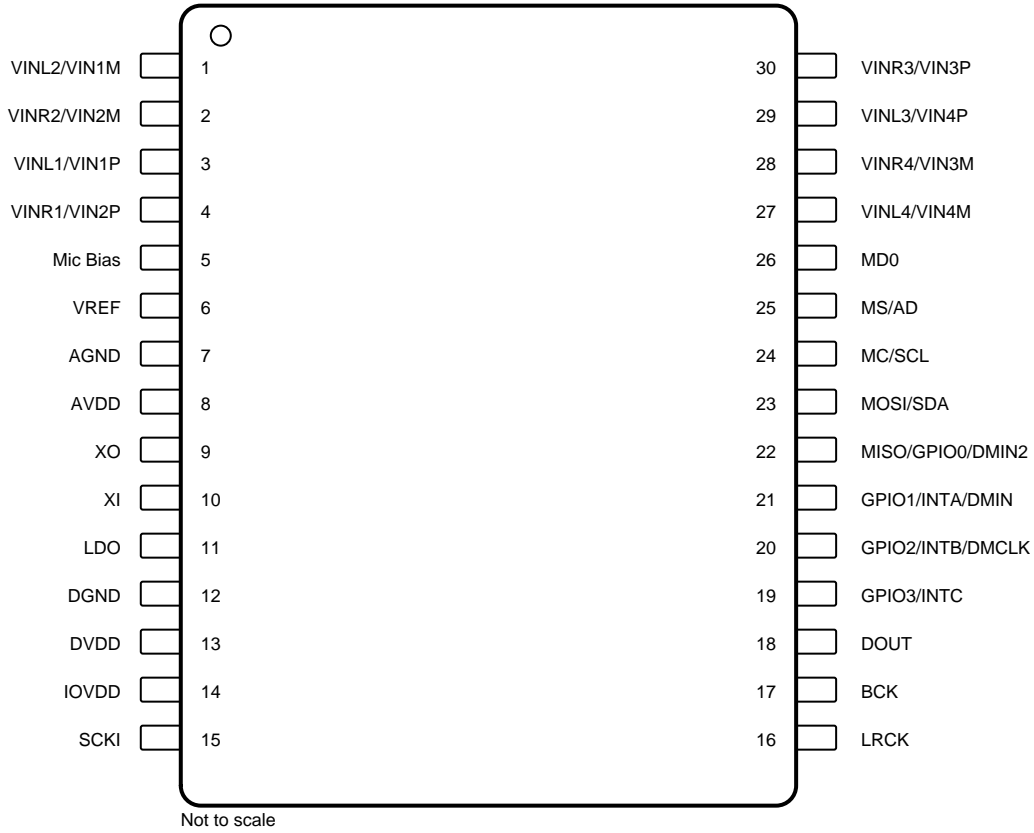 VINL2/VIN1M 1 30 VINR3/VIN3P
VINR2/VIN2M 2 29 VINL3/VIN4P
VINL1/VIN1P 3 28 VINR4/VIN3M
VINR1/VIN2P 4 27 VINL4/VIN4M
Mic Bias 5 26 MD0
VREF 6 25 MS/AD
AGND 7 24 MC/SCL
AVDD 8 23 MOSI/SDA
XO 9 22 MISO/GPIO0/DMIN2
XI 10 21 GPIO1/INTA/DMIN
LDO 11 20 GPIO2/INTB/DMCLK
DGND 12 19 GPIO3/INTC
DVDD 13 18 DOUT
IOVDD 14 17 BCK
SCKI 15 16 LRCK
Not to scale